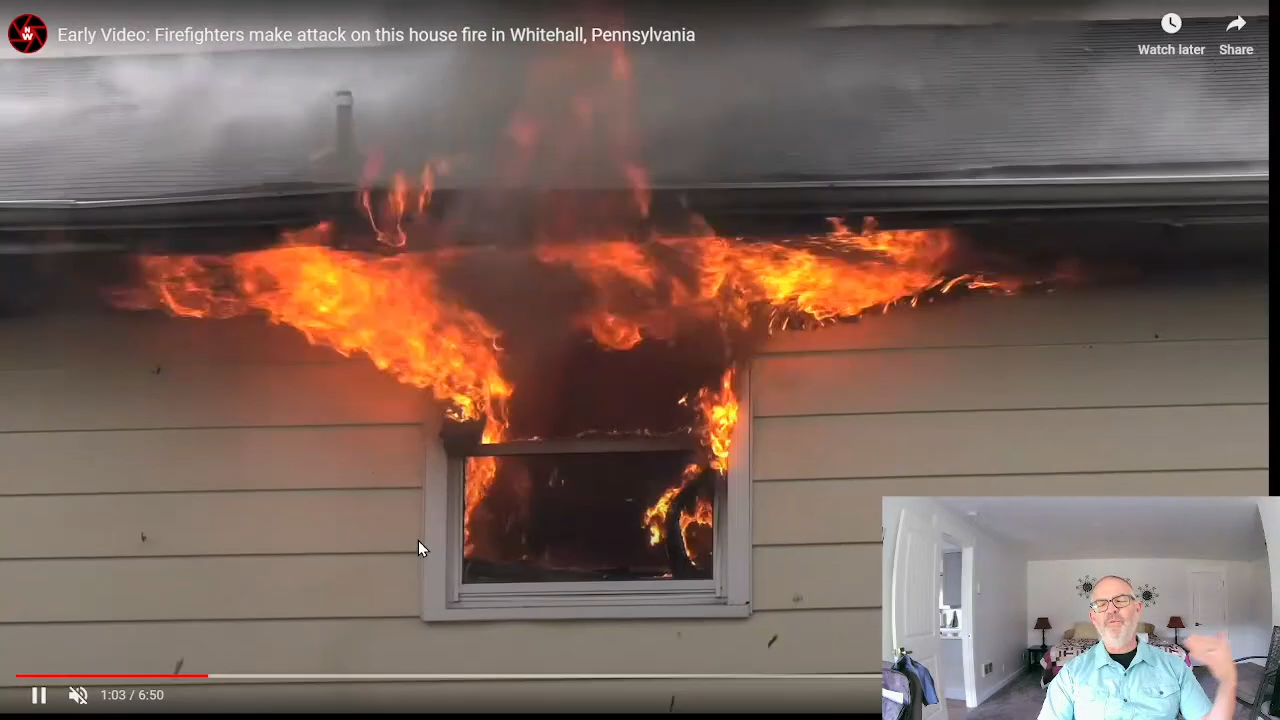 Early Video: Firefighters make attack on this house fire in Whitehall, Pennsylvania
Watch later
Share
1:03 / 6:50